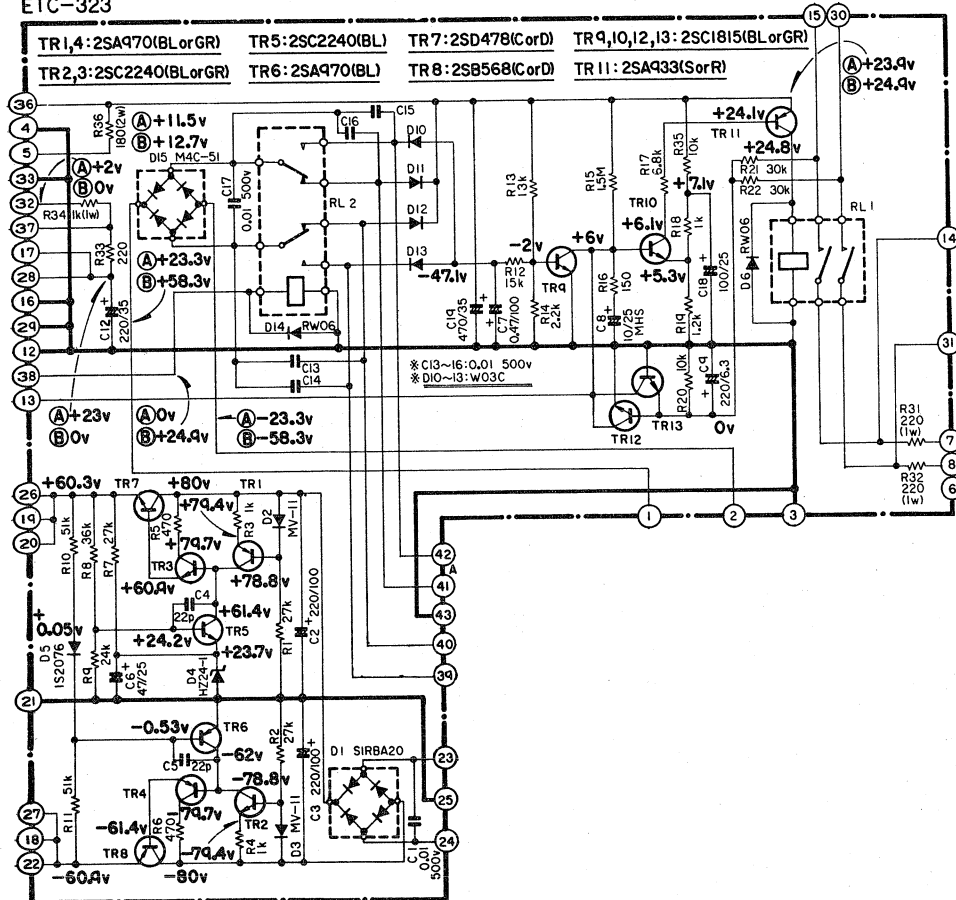 ETC-323
TR1,4:2SA970(BLorGR) TR5:2SC2240(BL) TR7:2SD478(CorD) TR9,10,12,13:2SC1815(BLorGR)
TR2,3:2SC2240(BLorGR) TR6:2SA970(BL) TR8:2SB568(CorD) TR11:2SA933(SorR)
15 30
Ⓐ+23.9v
Ⓑ+24.9v
36
4
5
33
32
37
17
28
16
29
12
38
13
R36
180(2w)
Ⓐ+11.5v
Ⓑ+12.7v
D15 M4C-51
Ⓐ+2v
Ⓑ0v
R34 1k(1w)
R33
220
Ⓐ+23.3v
Ⓑ+58.3v
C12
220/35
C17
0.01 500v
C16
C15
RL2
D14
RW06
C13
C14
D10
D11
D12
D13
-47.1v
R13
13k
-2v
R12
15k
TR9
R14
2.2k
C19
470/35
C7
0.47/100
※C13~16:0.01 500v
※D10~13:W03C
R15
1.5M
+6v
R16
150
C8
10/25
MHS
R17
6.8k
TR10
+6.1v
+5.3v
R35
10k
+7.1v
R18
1k
R19
1.2k
C18
100/25
+24.1v
TR11
+24.8v
R21 30k
R22 30k
D6
RW06
RL1
14
31
R20
10k
C9
220/6.3
0v
TR12
TR13
R31
220
(1w)
R32
220
(1w)
7
8
6
Ⓐ+23v
Ⓑ0v
Ⓐ0v
Ⓑ+24.9v
Ⓐ-23.3v
Ⓑ-58.3v
1 2 3
26
19
20
21
27
18
22
+60.3v
TR7
+80v
TR1
R10
51k
R8
36k
R7
27k
R5
470
+79.4v
R3 1k
D2
MV-11
+79.7v
TR3
+60.9v
+78.8v
C4
22p
+61.4v
TR5
+24.2v
+23.7v
R1
27k
C2
220/100
+
0.05v
D5
1S2076
R9
24k
C6
47/25
D4
HZ24-1
-0.53v
TR6
C5
22p
-62v
R2
27k
C3 220/100
D1 S1RBA20
R11
51k
TR4
-79.7v
-78.8v
TR2
-61.4v
R6
470
R4
1k
D3
MV-11
TR8
-79.4v
-60.9v
-80v
C1
0.01
500v
42
A
41
43
40
39
23
25
24